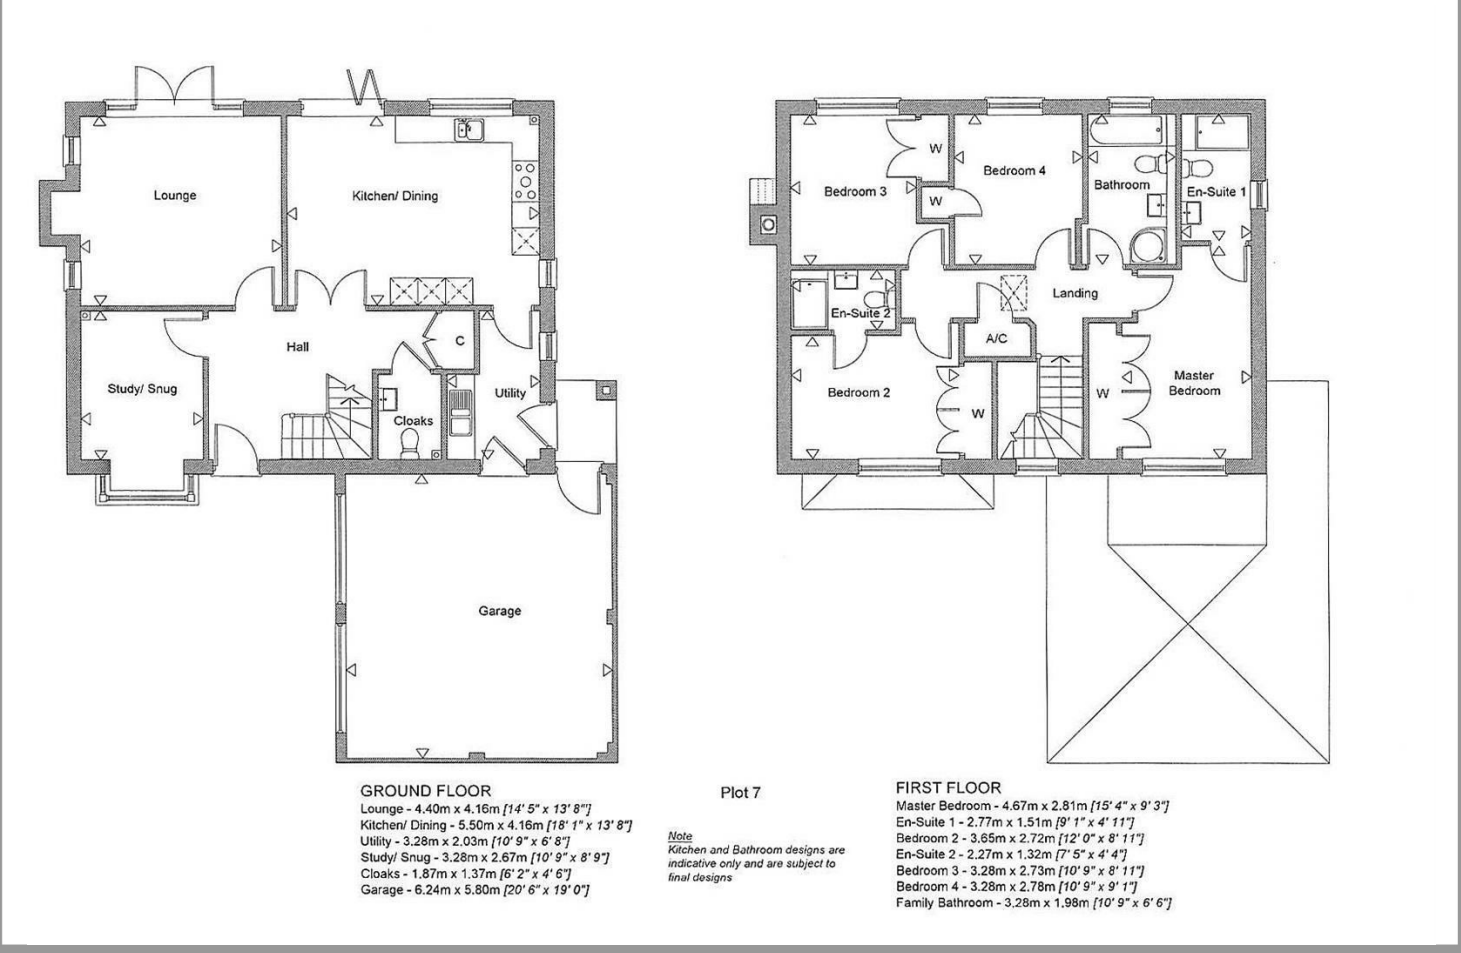 Lounge
Kitchen/ Dining
Hall
C
Study/ Snug
Utility
Cloaks
Garage
Bedroom 3
W
W
Bedroom 4
Bathroom
En-Suite 1
Landing
En-Suite 2
A/C
Bedroom 2
W
W
Master
Bedroom
GROUND FLOOR
Lounge - 4.40m x 4.16m [14' 5" x 13' 8"]
Kitchen/ Dining - 5.50m x 4.16m [18' 1" x 13' 8"]
Utility - 3.28m x 2.03m [10' 9" x 6' 8"]
Study/ Snug - 3.28m x 2.67m [10' 9" x 8' 9"]
Cloaks - 1.87m x 1.37m [6' 2" x 4' 6"]
Garage - 6.24m x 5.80m [20' 6" x 19' 0"]
Plot 7
Note
Kitchen and Bathroom designs are
indicative only and are subject to
final designs
FIRST FLOOR
Master Bedroom - 4.67m x 2.81m [15' 4" x 9' 3"]
En-Suite 1 - 2.77m x 1.51m [9' 1" x 4' 11"]
Bedroom 2 - 3.65m x 2.72m [12' 0" x 8' 11"]
En-Suite 2 - 2.27m x 1.32m [7' 5" x 4' 4"]
Bedroom 3 - 3.28m x 2.73m [10' 9" x 8' 11"]
Bedroom 4 - 3.28m x 2.78m [10' 9" x 9' 1"]
Family Bathroom - 3.28m x 1.98m [10' 9" x 6' 6"]